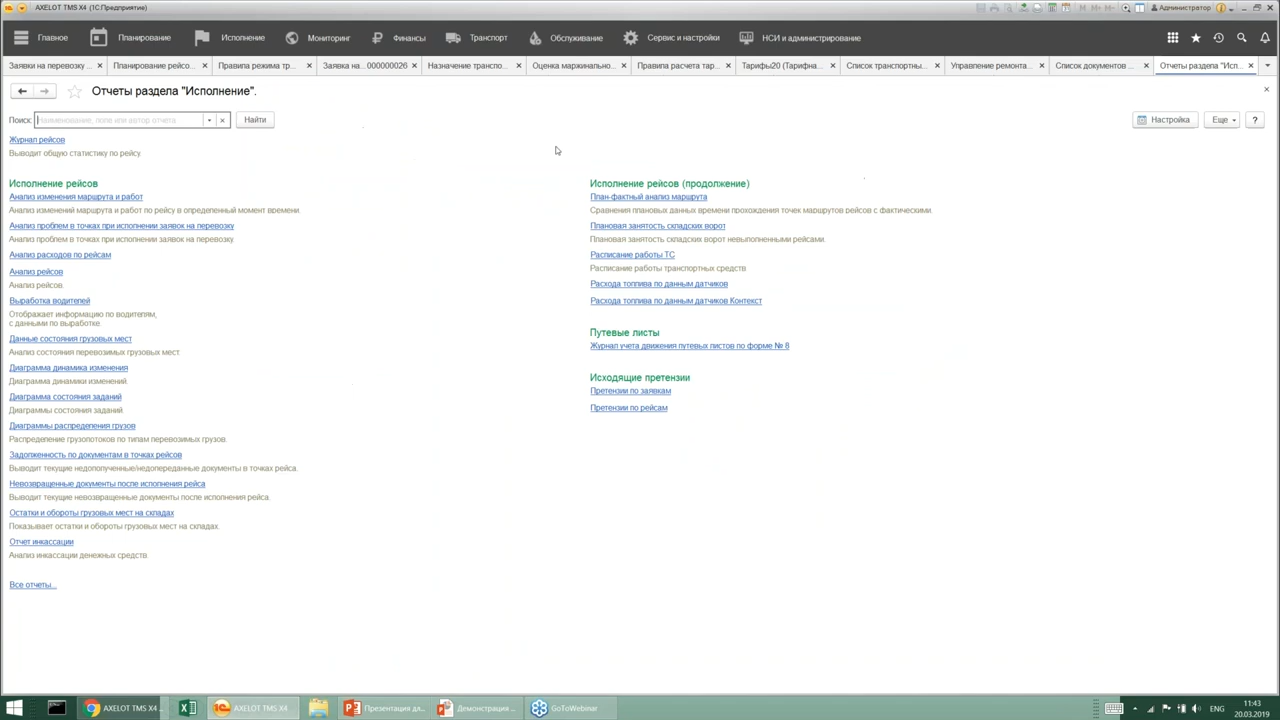 AXELOT TMS X4 (1С:Предприятие)
M M+ M-
Администратор
Главное
Планирование
Исполнение
Мониторинг
Финансы
Транспорт
Обслуживание
Сервис и настройки
НСИ и администрирование
Заявки на перевозку ... ×
Планирование рейсо... ×
Правила режима тр... ×
Заявка на.. 000000026 ×
Назначение транспо... ×
Оценка маржинально... ×
Правила расчета тар... ×
Тарифы20 (Тарифна... ×
Список транспортны... ×
Управление ремонта... ×
Список документов ... ×
Отчеты раздела "Исп... ×
Отчеты раздела "Исполнение".
Поиск: Наименование, поле или автор отчета
Найти
Настройка
Еще
?
Журнал рейсов
Выводит общую статистику по рейсу.
Исполнение рейсов
Анализ изменения маршрута и работ
Анализ изменений маршрута и работ по рейсу в определенный момент времени.
Анализ проблем в точках при исполнении заявок на перевозку
Анализ проблем в точках при исполнении заявок на перевозку.
Анализ расходов по рейсам
Анализ рейсов
Анализ рейсов.
Выработка водителей
Отображает информацию по водителям,
с данными по выработке.
Данные состояния грузовых мест
Анализ состояния перевозимых грузовых мест.
Диаграмма динамики изменения
Диаграмма динамики изменений.
Диаграмма состояния заданий
Диаграммы состояния заданий
Диаграммы распределения грузопотоков
Распределение грузопотоков по типам перевозимых грузов.
Задолженность по документам в точках рейсов
Выводит текущие недополученные/недопереданные документы в точках рейса.
Невозвращенные документы после исполнения рейса
Выводит текущие невозвращенные документы после исполнения рейса.
Остатки и обороты грузовых мест на складах
Показывает остатки и обороты грузовых мест на складах.
Отчет инкассации
Анализ инкассации денежных средств.
Все отчеты...
Исполнение рейсов (продолжение)
План-фактный анализ маршрута
Сравнения плановых данных времени прохождения точек маршрутов рейсов с фактическими.
Плановая занятость складских ворот
Плановая занятость складских ворот невыполненными рейсами.
Расписание работы ТС
Расписание работы транспортных средств
Расхода топлива по данным датчиков
Расхода топлива по данным датчиков Контекст
Путевые листы
Журнал учета движения путевых листов по форме № 8
Исходящие претензии
Претензии по заявкам
Претензии по рейсам
AXELOT TMS X4 ...
AXELOT TMS X4 ...
Презентация дл...
Демонстрация ...
GoToWebinar
ENG
11:43
20.03.2019